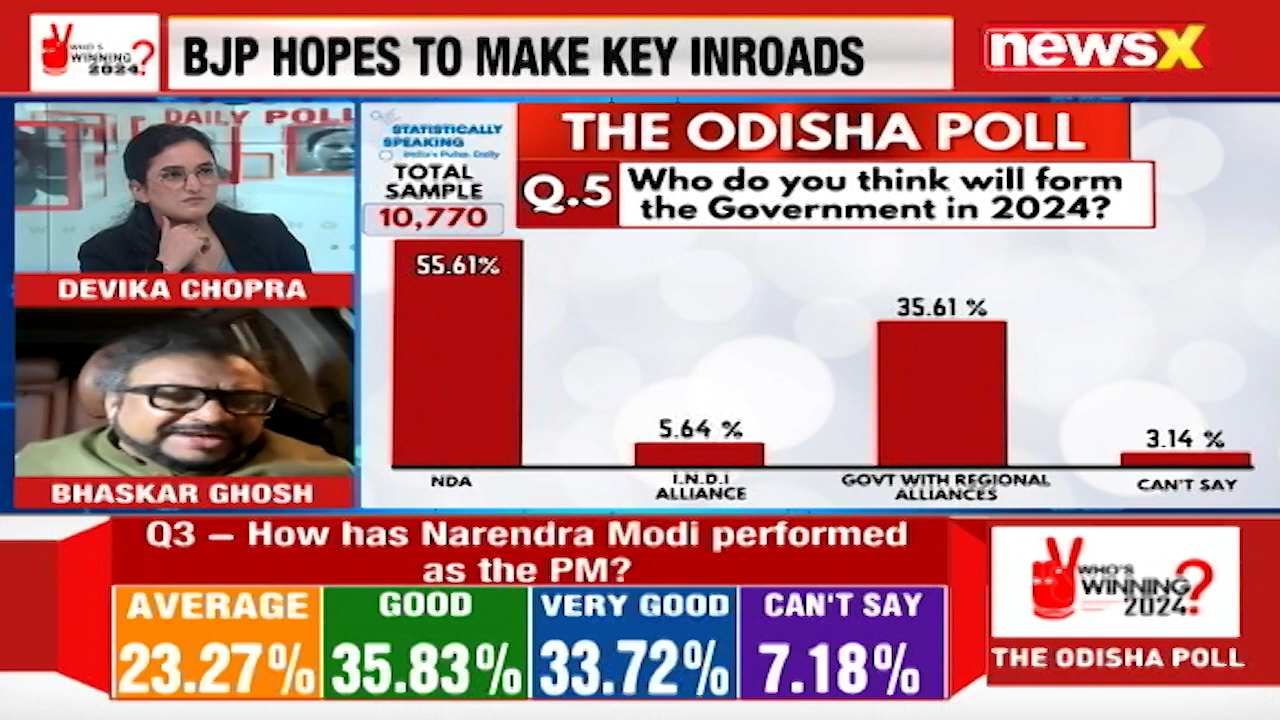 WHO'S
WINNING
2024?
BJP HOPES TO MAKE KEY INROADS
newsX
DAILY POLL
DEVIKA CHOPRA
BHASKAR GHOSH
STATISTICALLY
SPEAKING
India's Pulse, Daily
TOTAL
SAMPLE
10,770
THE ODISHA POLL
Q.5
Who do you think will form
the Government in 2024?
55.61%
5.64 %
35.61 %
3.14 %
NDA
I.N.D.I
ALLIANCE
GOVT WITH REGIONAL
ALLIANCES
CAN'T SAY
Q3 – How has Narendra Modi performed
as the PM?
AVERAGE
23.27%
GOOD
35.83%
VERY GOOD
33.72%
CAN'T SAY
7.18%
WHO'S
WINNING
2024?
THE ODISHA POLL